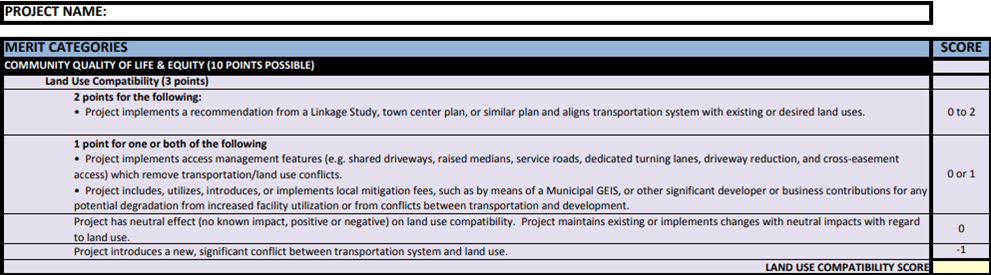 PROJECT NAME:
MERIT CATEGORIES SCORE
COMMUNITY QUALITY OF LIFE & EQUITY (10 POINTS POSSIBLE)
Land Use Compatibility (3 points)
2 points for the following:
• Project implements a recommendation from a Linkage Study, town center plan, or similar plan and aligns transportation system with existing or desired land uses. 0 to 2
1 point for one or both of the following
• Project implements access management features (e.g. shared driveways, raised medians, service roads, dedicated turning lanes, driveway reduction, and cross-easement
access) which remove transportation/land use conflicts.
0 or 1
• Project includes, utilizes, introduces, or implements local mitigation fees, such as by means of a Municipal GEIS, or other significant developer or business contributions for any
potential degradation from increased facility utilization or from conflicts between transportation and development.
Project has neutral effect (no known impact, positive or negative) on land use compatibility. Project maintains existing or implements changes with neutral impacts with regard
to land use.
0
Project introduces a new, significant conflict between transportation system and land use. -1
LAND USE COMPATIBILITY SCORE